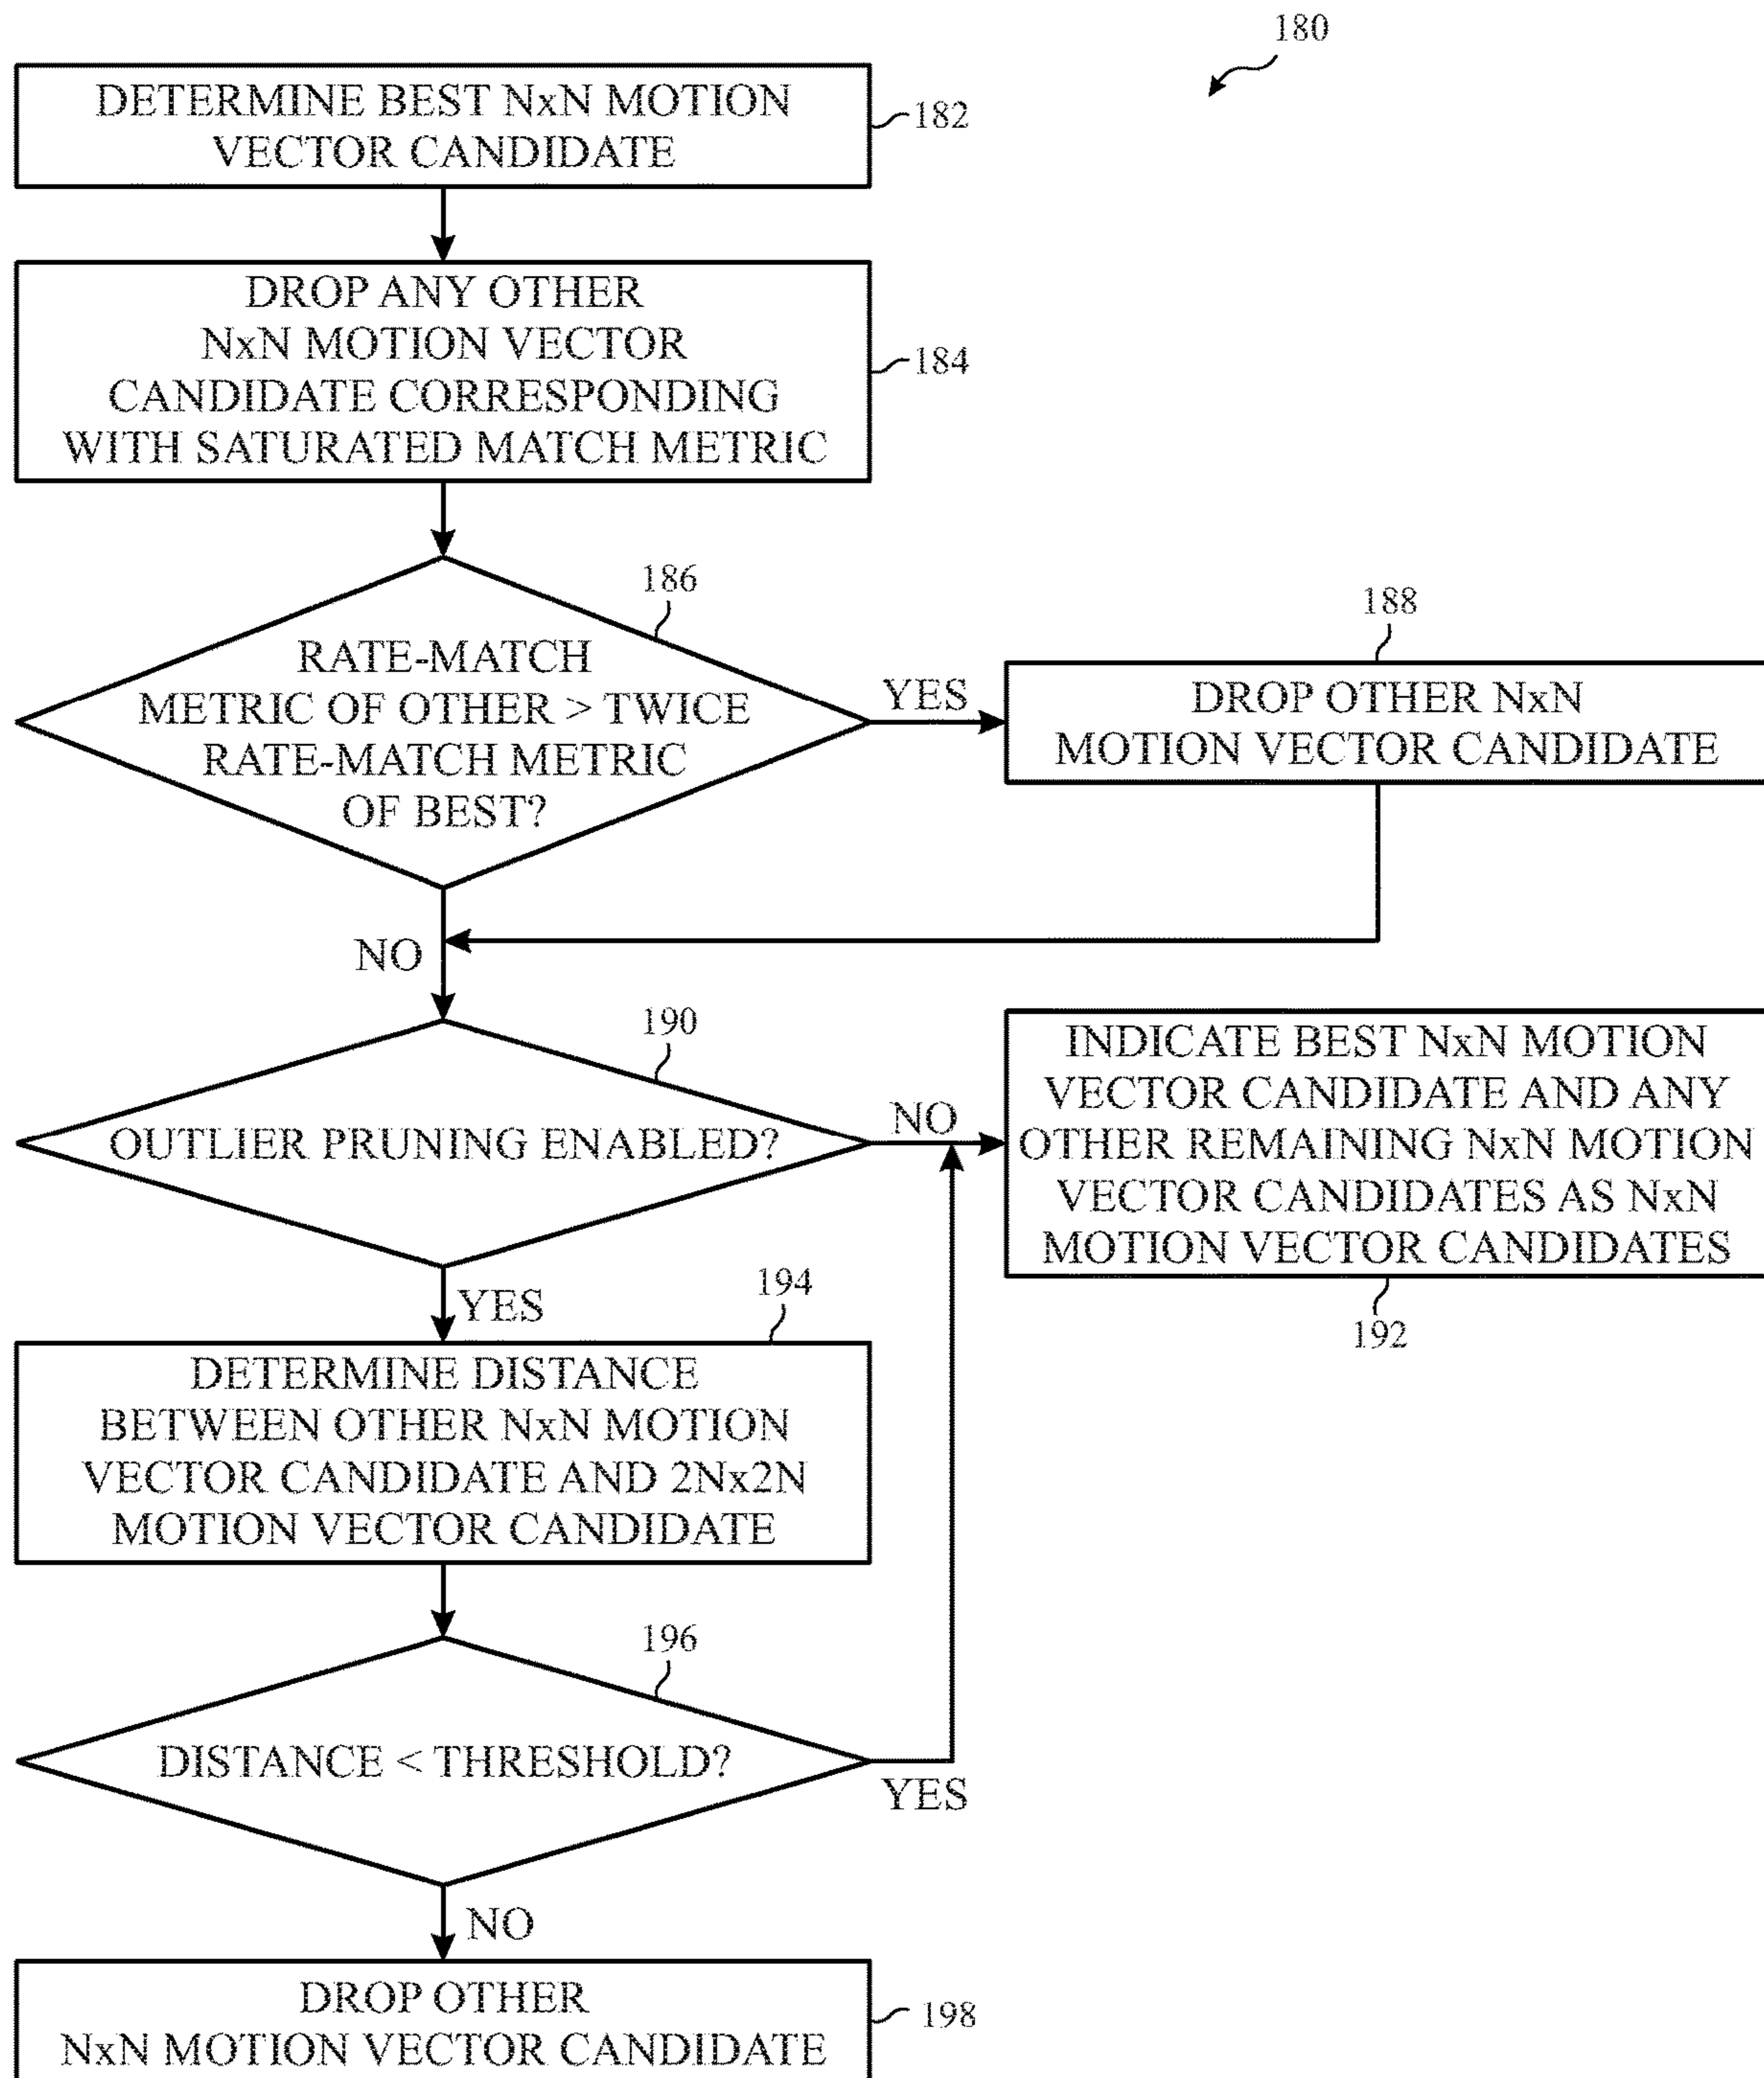 180
DETERMINE BEST NxN MOTION
VECTOR CANDIDATE
182
DROP ANY OTHER
NxN MOTION VECTOR
CANDIDATE CORRESPONDING
WITH SATURATED MATCH METRIC
184
186
RATE-MATCH
METRIC OF OTHER > TWICE
RATE-MATCH METRIC
OF BEST?
YES
188
DROP OTHER NxN
MOTION VECTOR CANDIDATE
NO
190
OUTLIER PRUNING ENABLED?
NO
INDICATE BEST NxN MOTION
VECTOR CANDIDATE AND ANY
OTHER REMAINING NxN MOTION
VECTOR CANDIDATES AS NxN
MOTION VECTOR CANDIDATES
192
YES
194
DETERMINE DISTANCE
BETWEEN OTHER NxN MOTION
VECTOR CANDIDATE AND 2Nx2N
MOTION VECTOR CANDIDATE
196
DISTANCE < THRESHOLD?
YES
NO
DROP OTHER
NxN MOTION VECTOR CANDIDATE
198